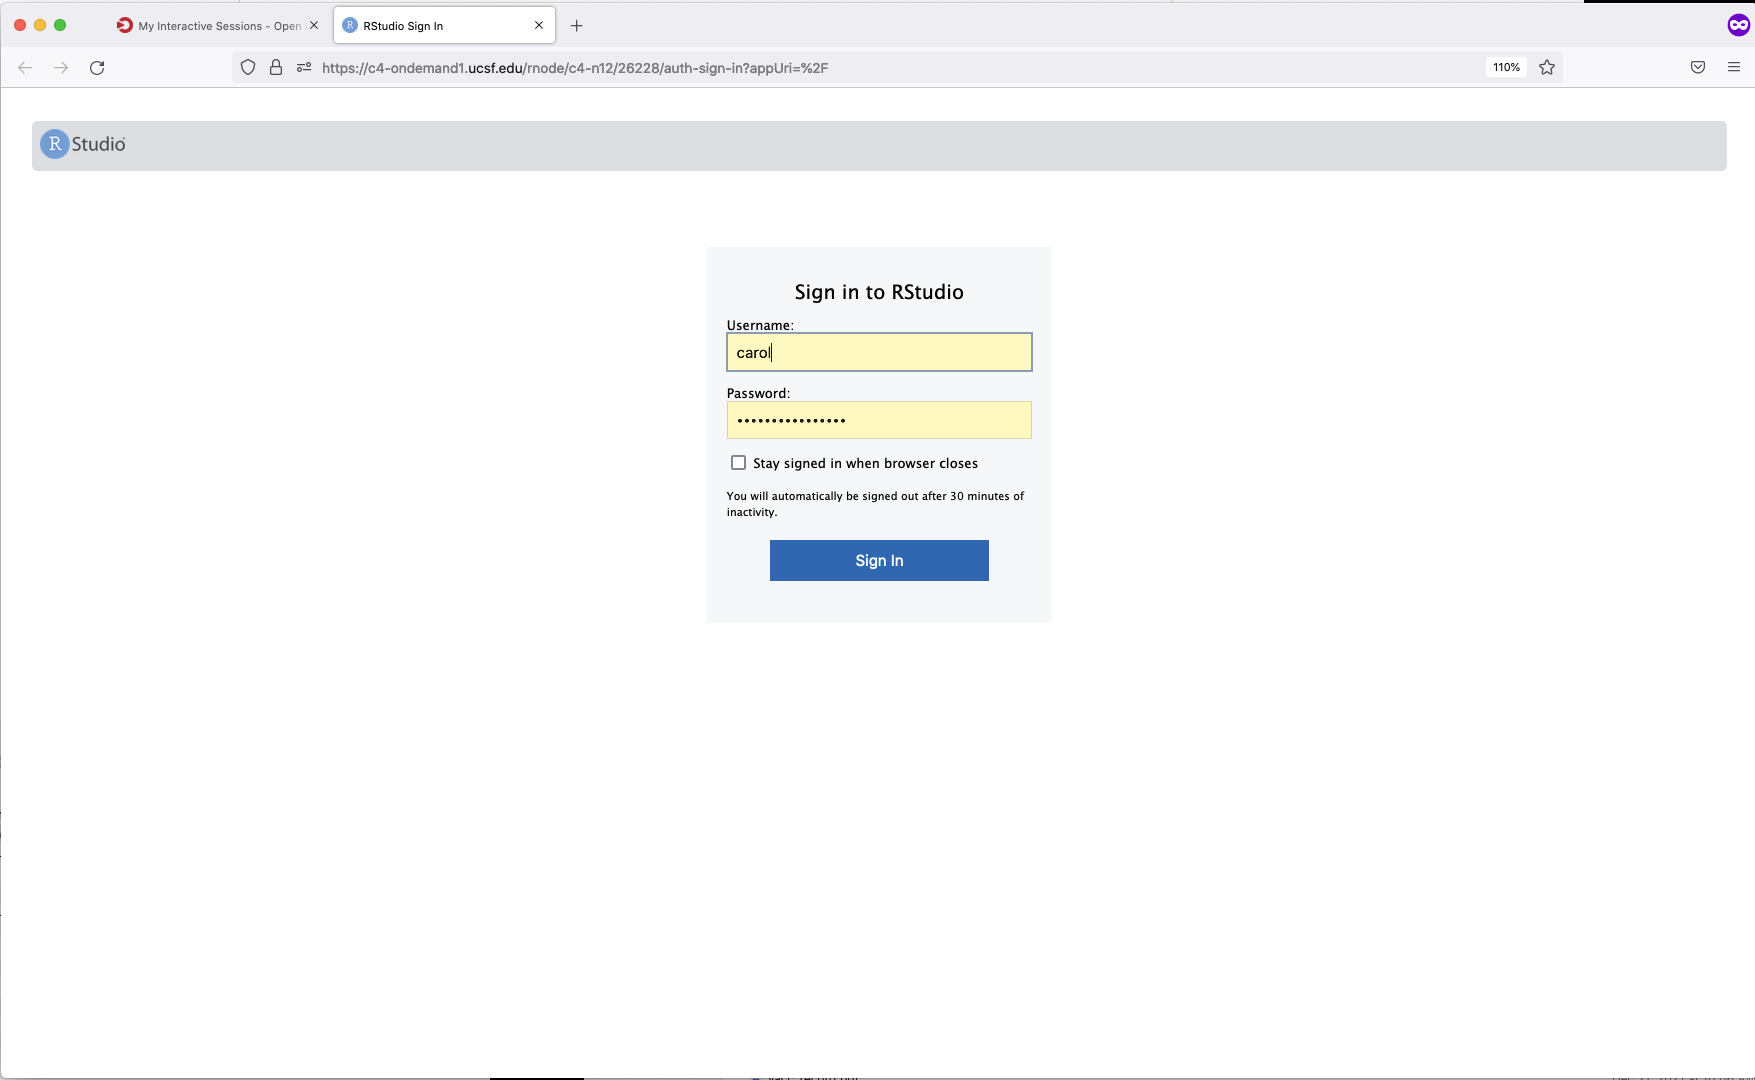 My Interactive Sessions - Open
RStudio Sign In
https://c4-ondemand1.ucsf.edu/rnode/c4-n12/26228/auth-sign-in?appUri=%2F
110%
R Studio
Sign in to RStudio
Username:
carol
Password:
Stay signed in when browser closes
You will automatically be signed out after 30 minutes of
inactivity.
Sign In